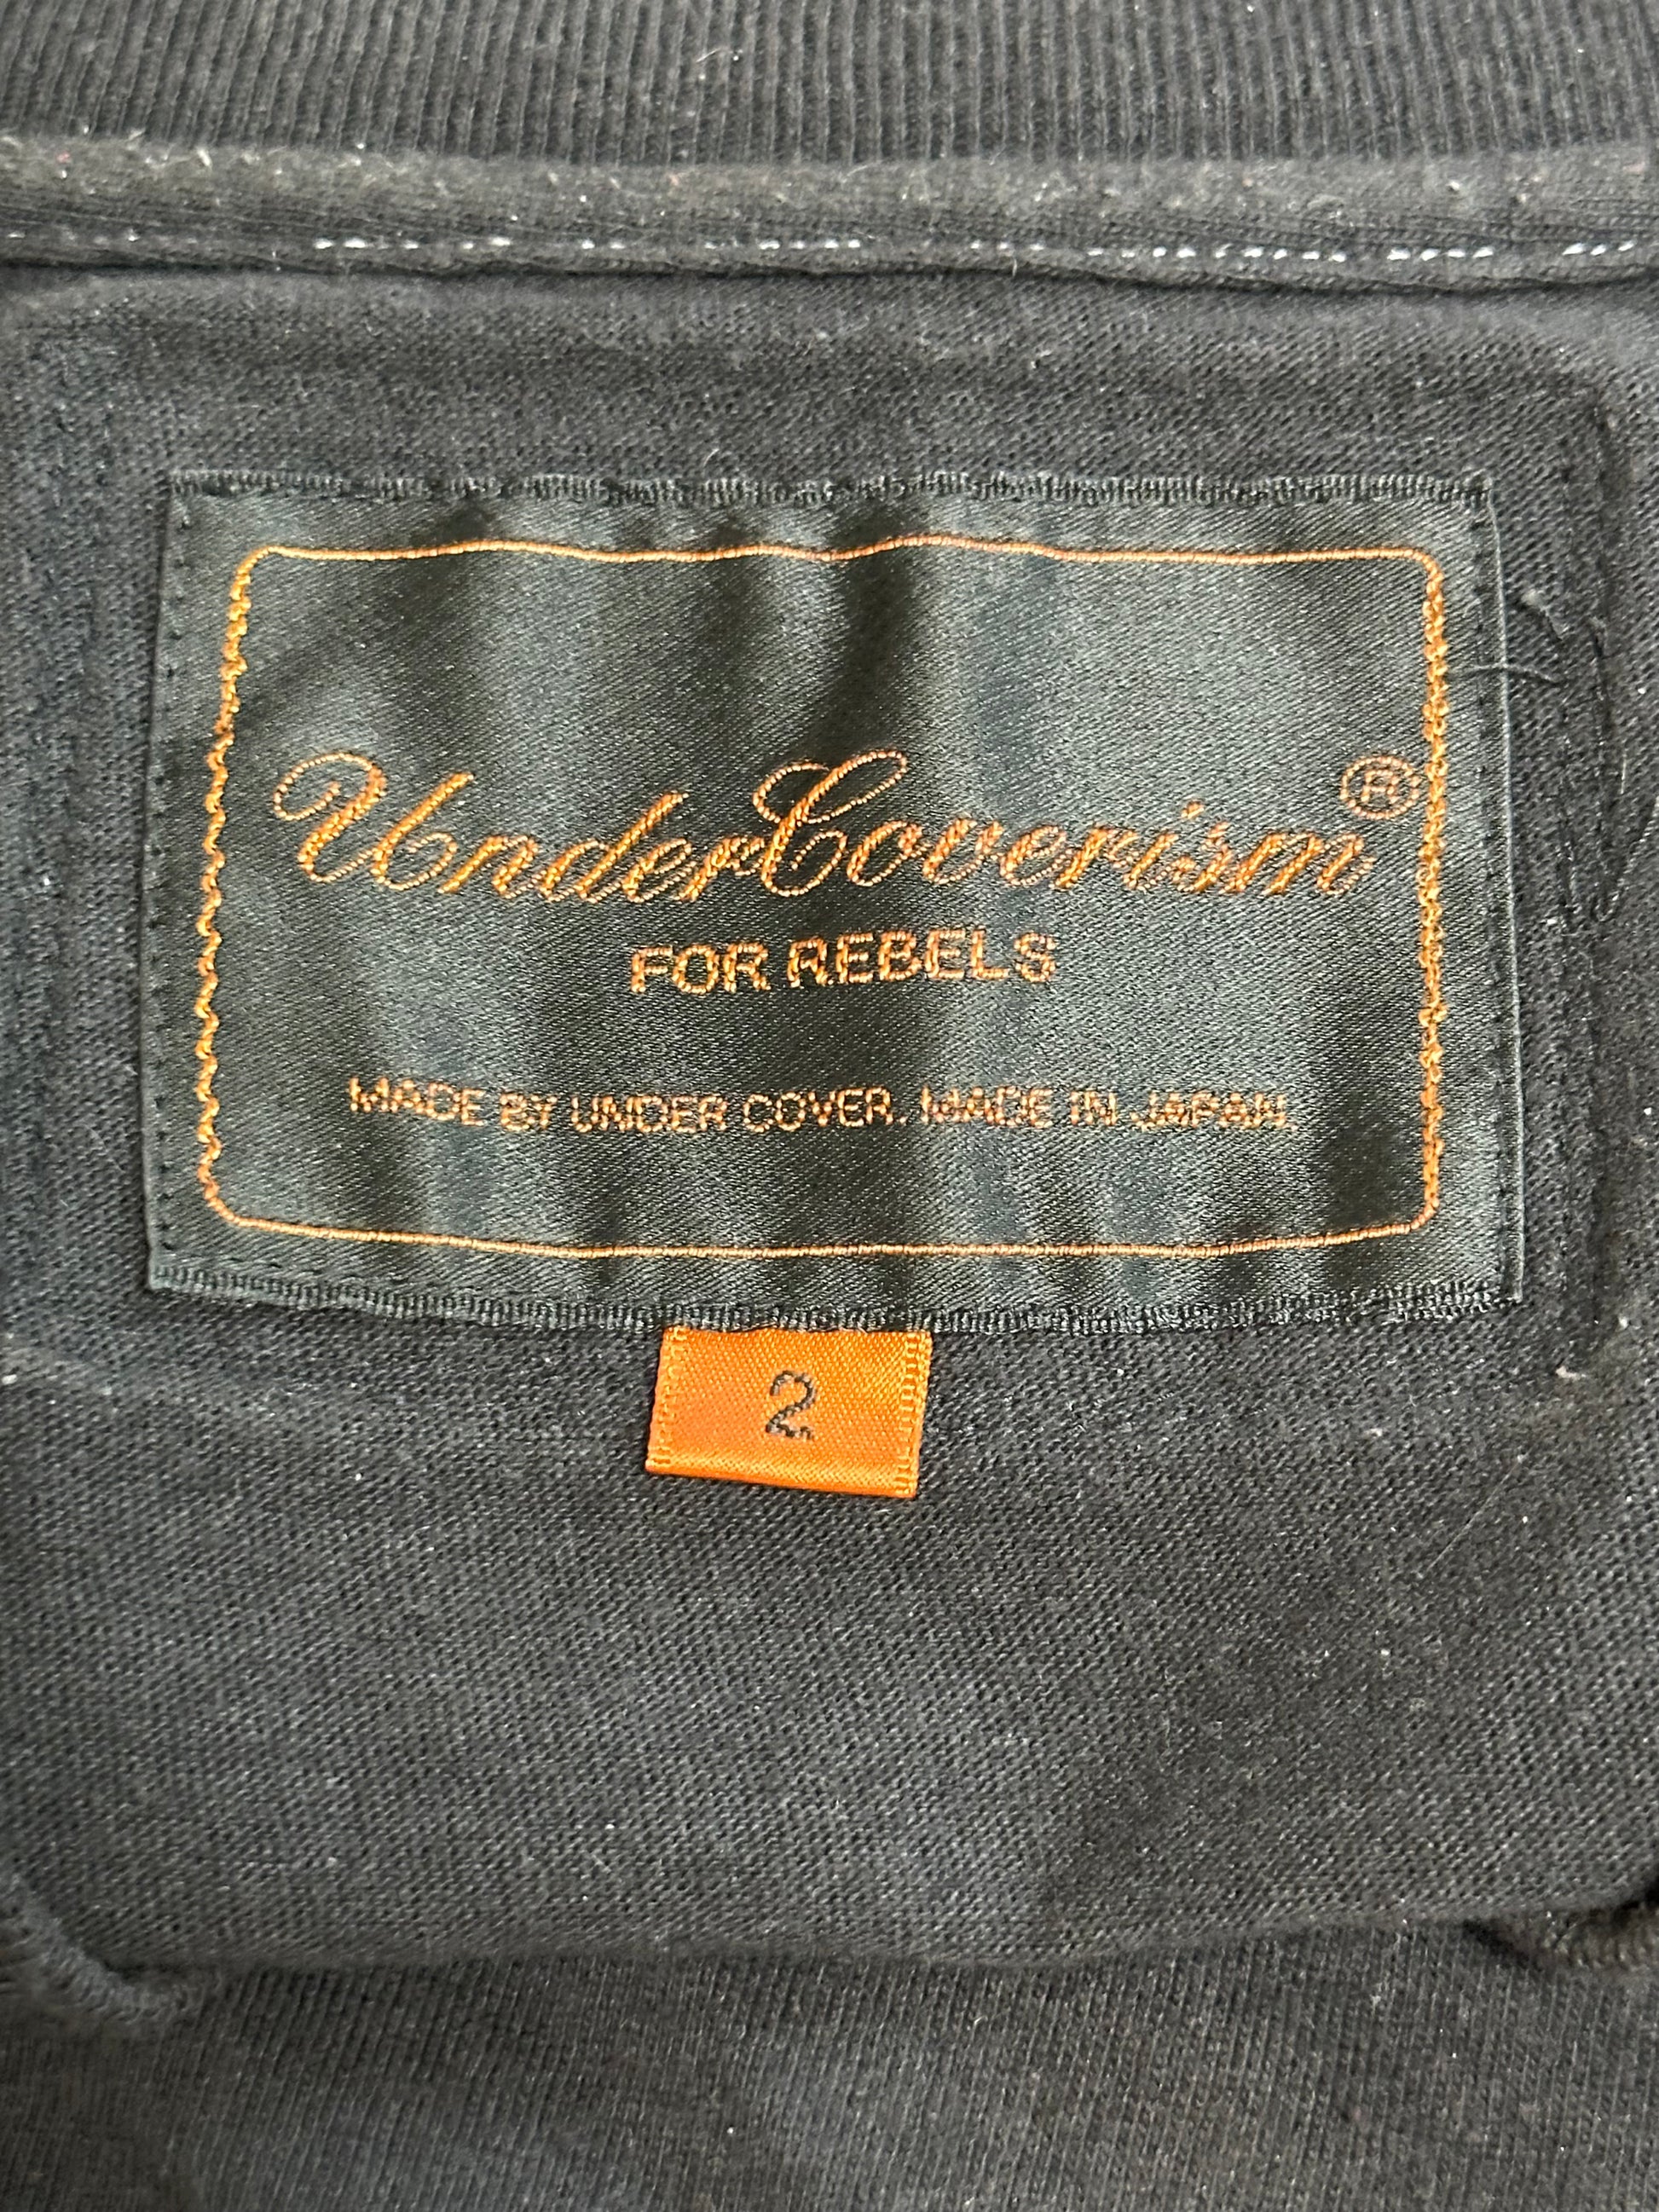 UnderCoverism®
FOR REBELS
MADE BY UNDER COVER. MADE IN JAPAN.
2